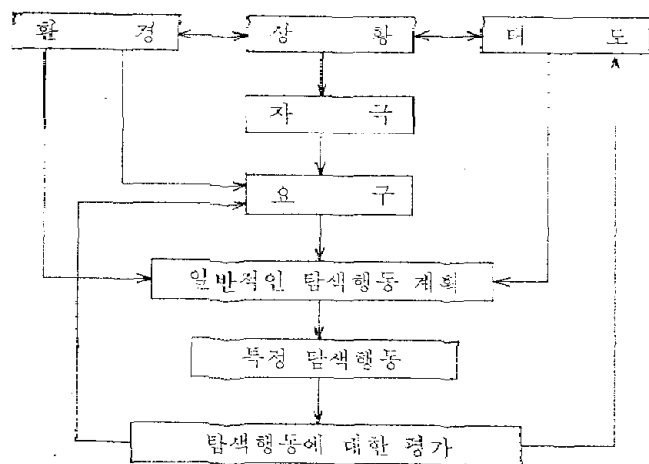 환 경 상 황 태 도
자 극
요 구
일반적인 탐색행동 계획
특정 탐색행동
탐색행동에 대한 평가